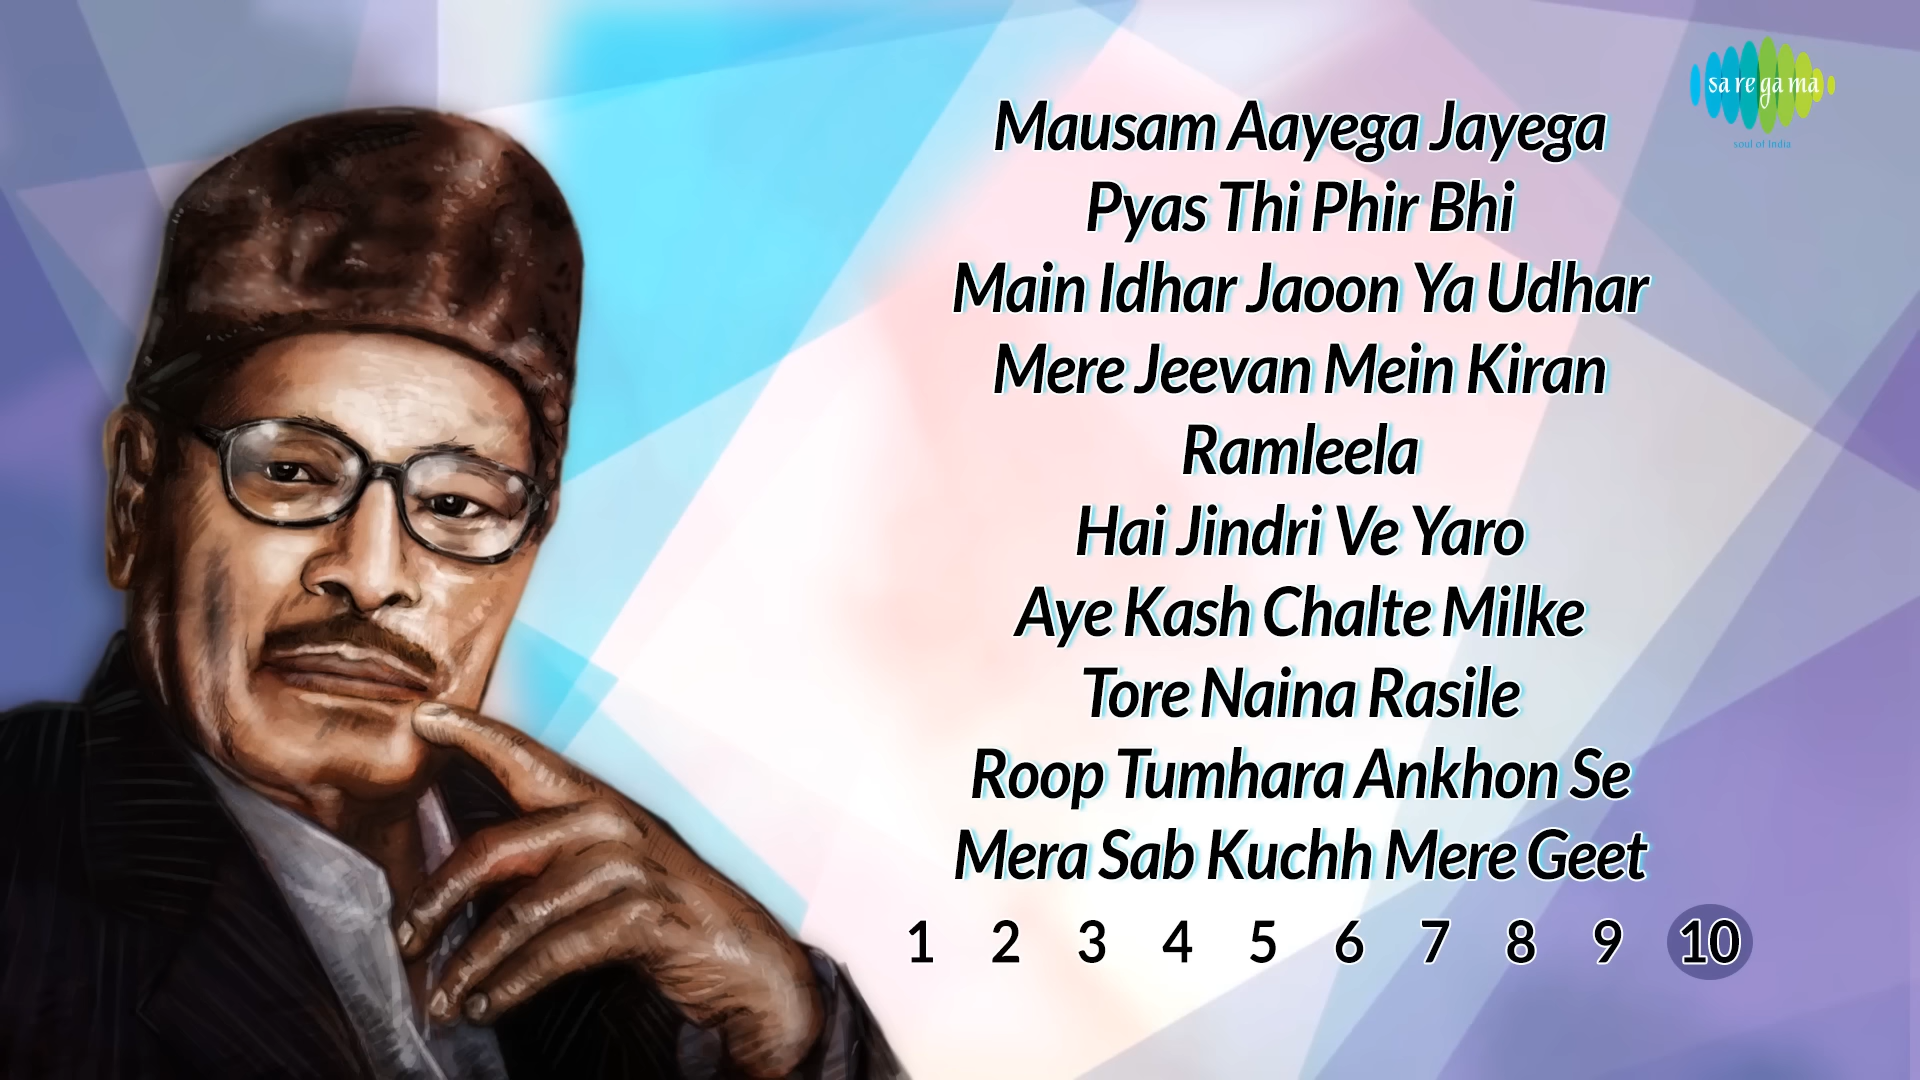 sa re ga ma
soul of India
Mausam Aayega Jayega
Pyas Thi Phir Bhi
Main Idhar Jaoon Ya Udhar
Mere Jeevan Mein Kiran
Ramleela
Hai Jindri Ve Yaro
Aye Kash Chalte Milke
Tore Naina Rasile
Roop Tumhara Ankhon Se
Mera Sab Kuchh Mere Geet
1 2 3 4 5 6 7 8 9 10